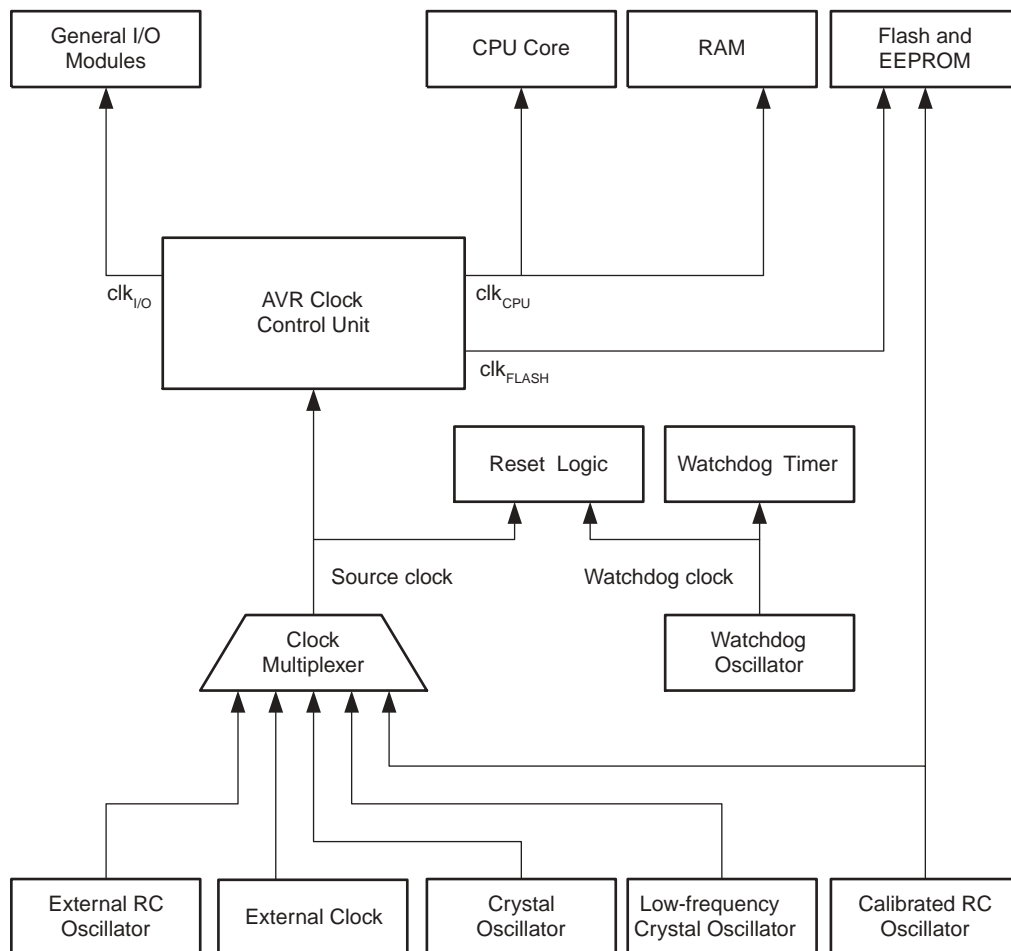 General I/O
Modules
CPU Core
RAM
Flash and
EEPROM
clkI/O
AVR Clock
Control Unit
clkCPU
clkFLASH
Reset Logic
Watchdog Timer
Source clock
Watchdog clock
Clock
Multiplexer
Watchdog
Oscillator
External RC
Oscillator
External Clock
Crystal
Oscillator
Low-frequency
Crystal Oscillator
Calibrated RC
Oscillator